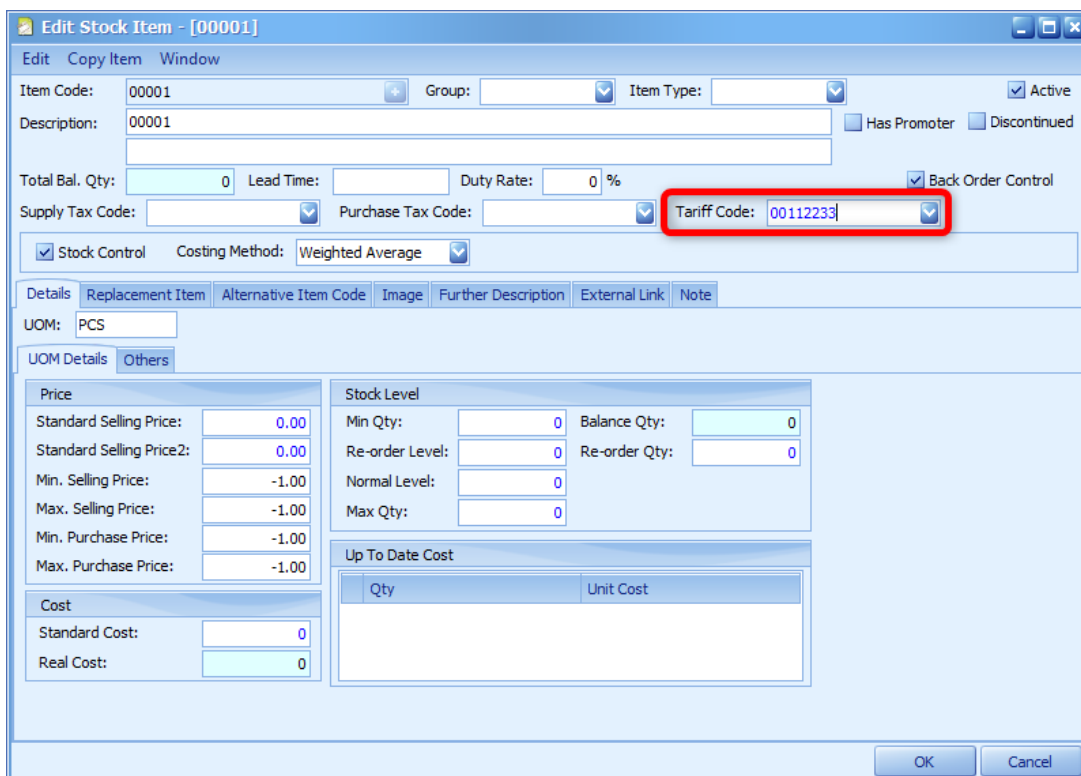 Edit Stock Item - [00001]
Edit Copy Item Window
Item Code: 00001 Group: Item Type: Active
Description: 00001 Has Promoter Discontinued
Total Bal. Qty: 0 Lead Time: Duty Rate: 0 % Back Order Control
Supply Tax Code: Purchase Tax Code: Tariff Code: 00112233
Stock Control Costing Method: Weighted Average
Details Replacement Item Alternative Item Code Image Further Description External Link Note
UOM: PCS
UOM Details Others
Price
Standard Selling Price: 0.00
Standard Selling Price2: 0.00
Min. Selling Price: -1.00
Max. Selling Price: -1.00
Min. Purchase Price: -1.00
Max. Purchase Price: -1.00
Cost
Standard Cost: 0
Real Cost: 0
Stock Level
Min Qty: 0 Balance Qty: 0
Re-order Level: 0 Re-order Qty: 0
Normal Level: 0
Max Qty: 0
Up To Date Cost
Qty Unit Cost
OK Cancel